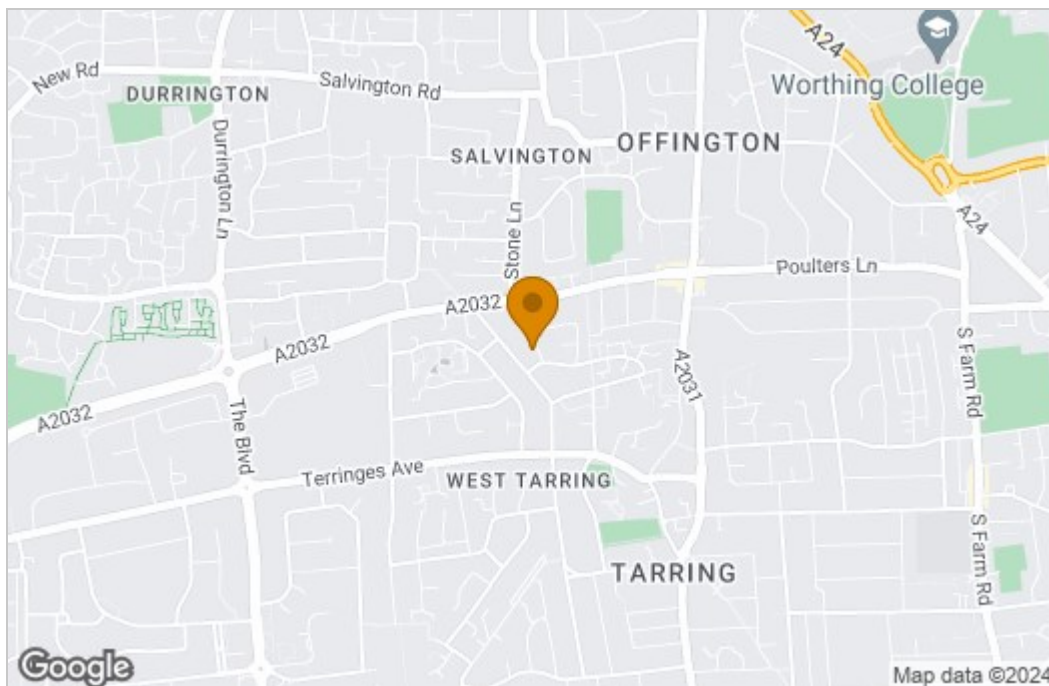 A24
Worthing College
New Rd
Salvington Rd
DURRINGTON
OFFINGTON
SALVINGTON
Durrington Ln
Stone Ln
A24
Poulters Ln
A2032
A2032
A2032
A2031
The Blvd
S Farm Rd
Terringes Ave
WEST TARRING
S Farm Rd
TARRING
Google
Map data ©2024